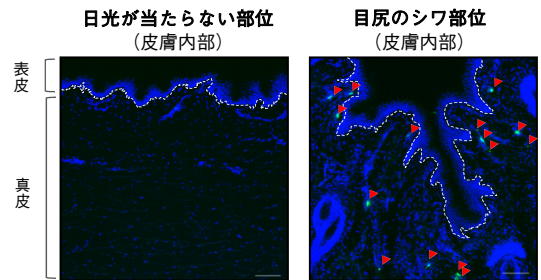 日光が当たらない部位
（皮膚内部）
目尻のシワ部位
（皮膚内部）
表皮
真皮